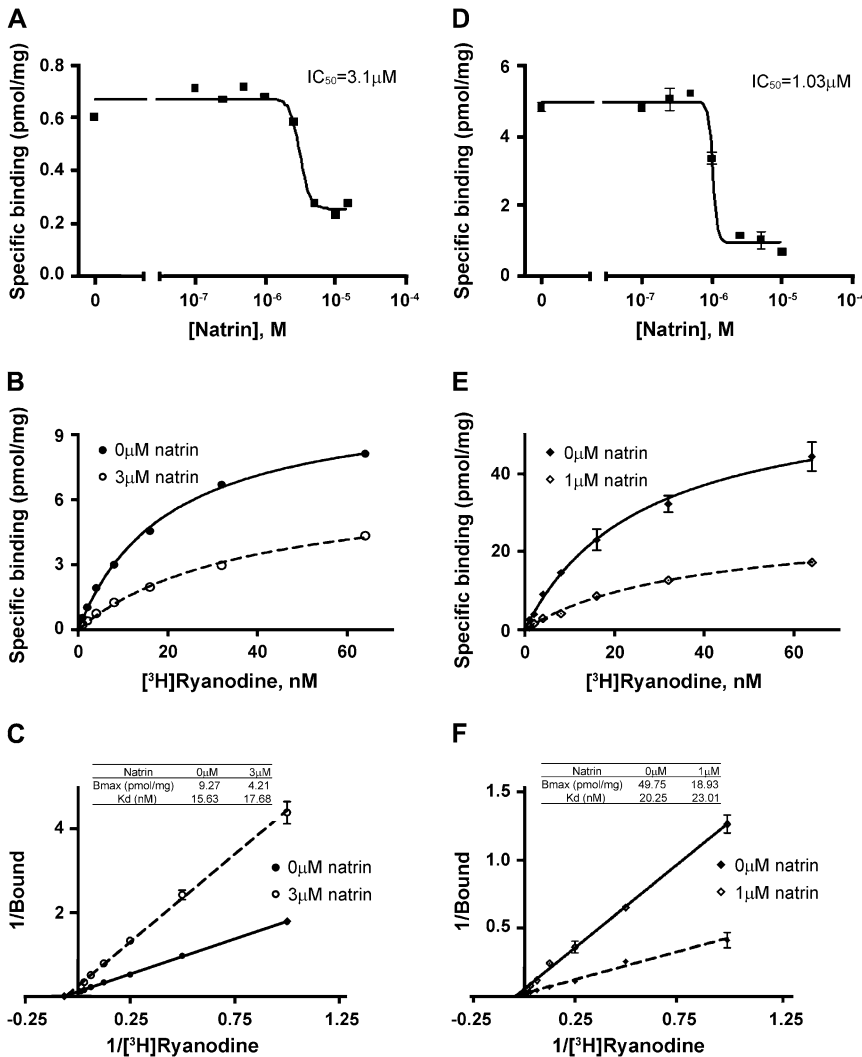 A
Specific binding (pmol/mg)
0.8
0.6
0.4
0.2
0.0
IC50=3.1μM
0
10-7
10-6
10-5
10-4
[Natrin], M
D
Specific binding (pmol/mg)
6
4
2
0
IC50=1.03μM
0
10-7
10-6
10-5
10-4
[Natrin], M
B
Specific binding (pmol/mg)
9
6
3
0
0μM natrin
3μM natrin
0
20
40
60
[3H]Ryanodine, nM
E
Specific binding (pmol/mg)
40
20
0
0μM natrin
1μM natrin
0
20
40
60
[3H]Ryanodine, nM
C
Natrin 0μM 3μM
Bmax (pmol/mg) 9.27 4.21
Kd (nM) 15.63 17.68
1/Bound
4
2
0μM natrin
3μM natrin
-0.25
0.25
0.75
1.25
1/[3H]Ryanodine
F
Natrin 0μM 1μM
Bmax (pmol/mg) 49.75 18.93
Kd (nM) 20.25 23.01
1/Bound
1.5
1.0
0.5
0μM natrin
1μM natrin
-0.25
0.25
0.75
1.25
1/[3H]Ryanodine